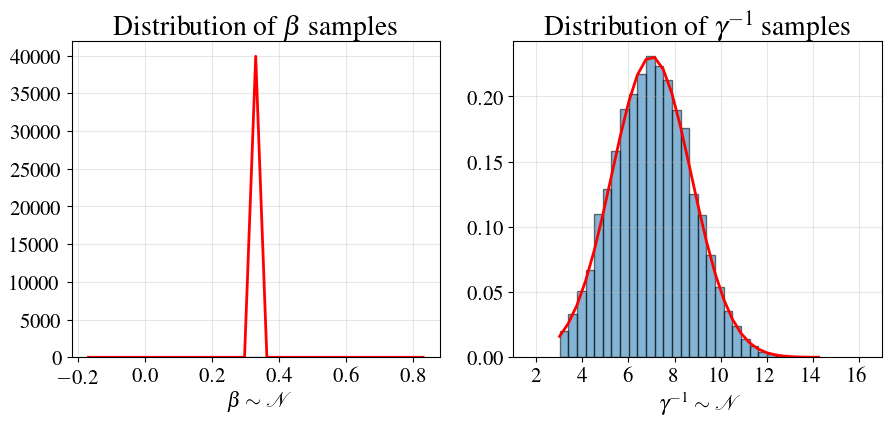 Distribution of β samples
40000
35000
30000
25000
20000
15000
10000
5000
0
−0.2 0.0 0.2 0.4 0.6 0.8
β ~ 𝒩
Distribution of γ⁻¹ samples
0.20
0.15
0.10
0.05
0.00
2 4 6 8 10 12 14 16
γ⁻¹ ~ 𝒩